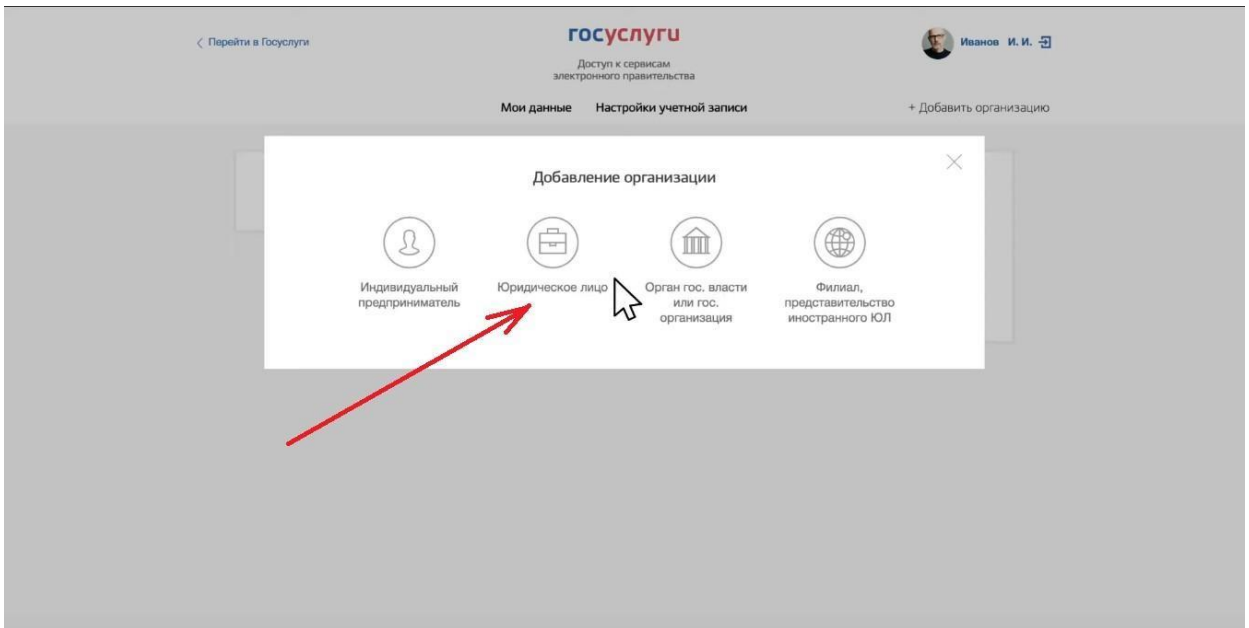 Перейти в Госуслуги
госуслуги
Иванов И. И.
Доступ к сервисам
электронного правительства
Мои данные
Настройки учетной записи
+ Добавить организацию
Добавление организации
Индивидуальный
предприниматель
Юридическое лицо
Орган гос. власти
или гос.
организация
Филиал,
представительство
иностранного ЮЛ